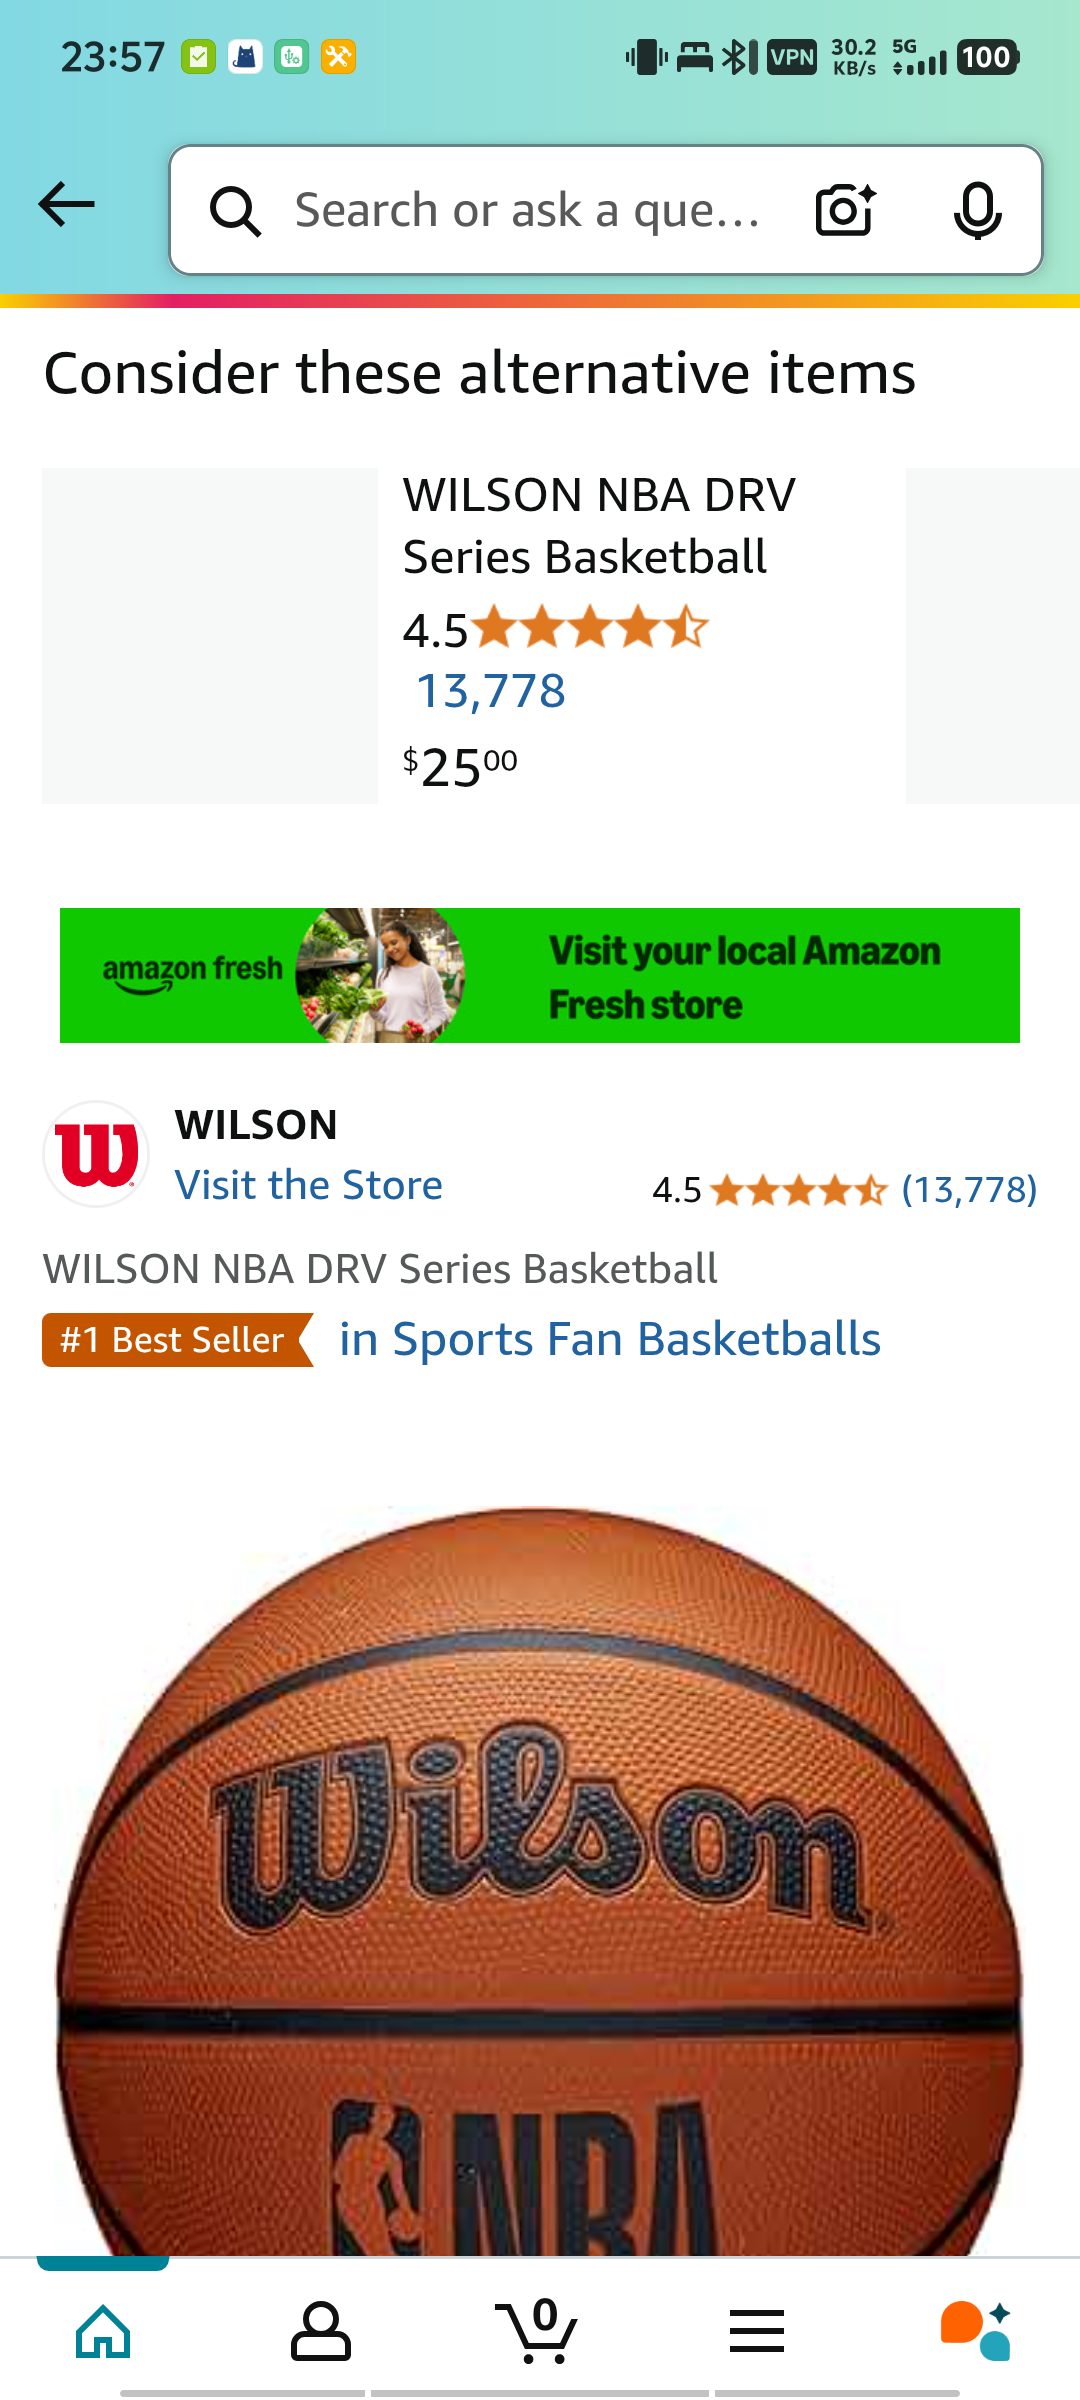 23:57
VPN
30.2
KB/s
5G
100
Search or ask a que...
Consider these alternative items
WILSON NBA DRV
Series Basketball
4.5
13,778
$2500
amazon fresh
Visit your local Amazon
Fresh store
WILSON
Visit the Store
4.5 (13,778)
WILSON NBA DRV Series Basketball
#1 Best Seller in Sports Fan Basketballs
Wilson
NBA
0